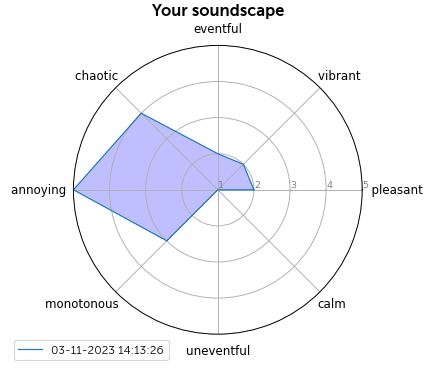 Your soundscape
eventful
chaotic
vibrant
annoying
1 2 3 4 5
pleasant
monotonous
calm
uneventful
03-11-2023 14:13:26